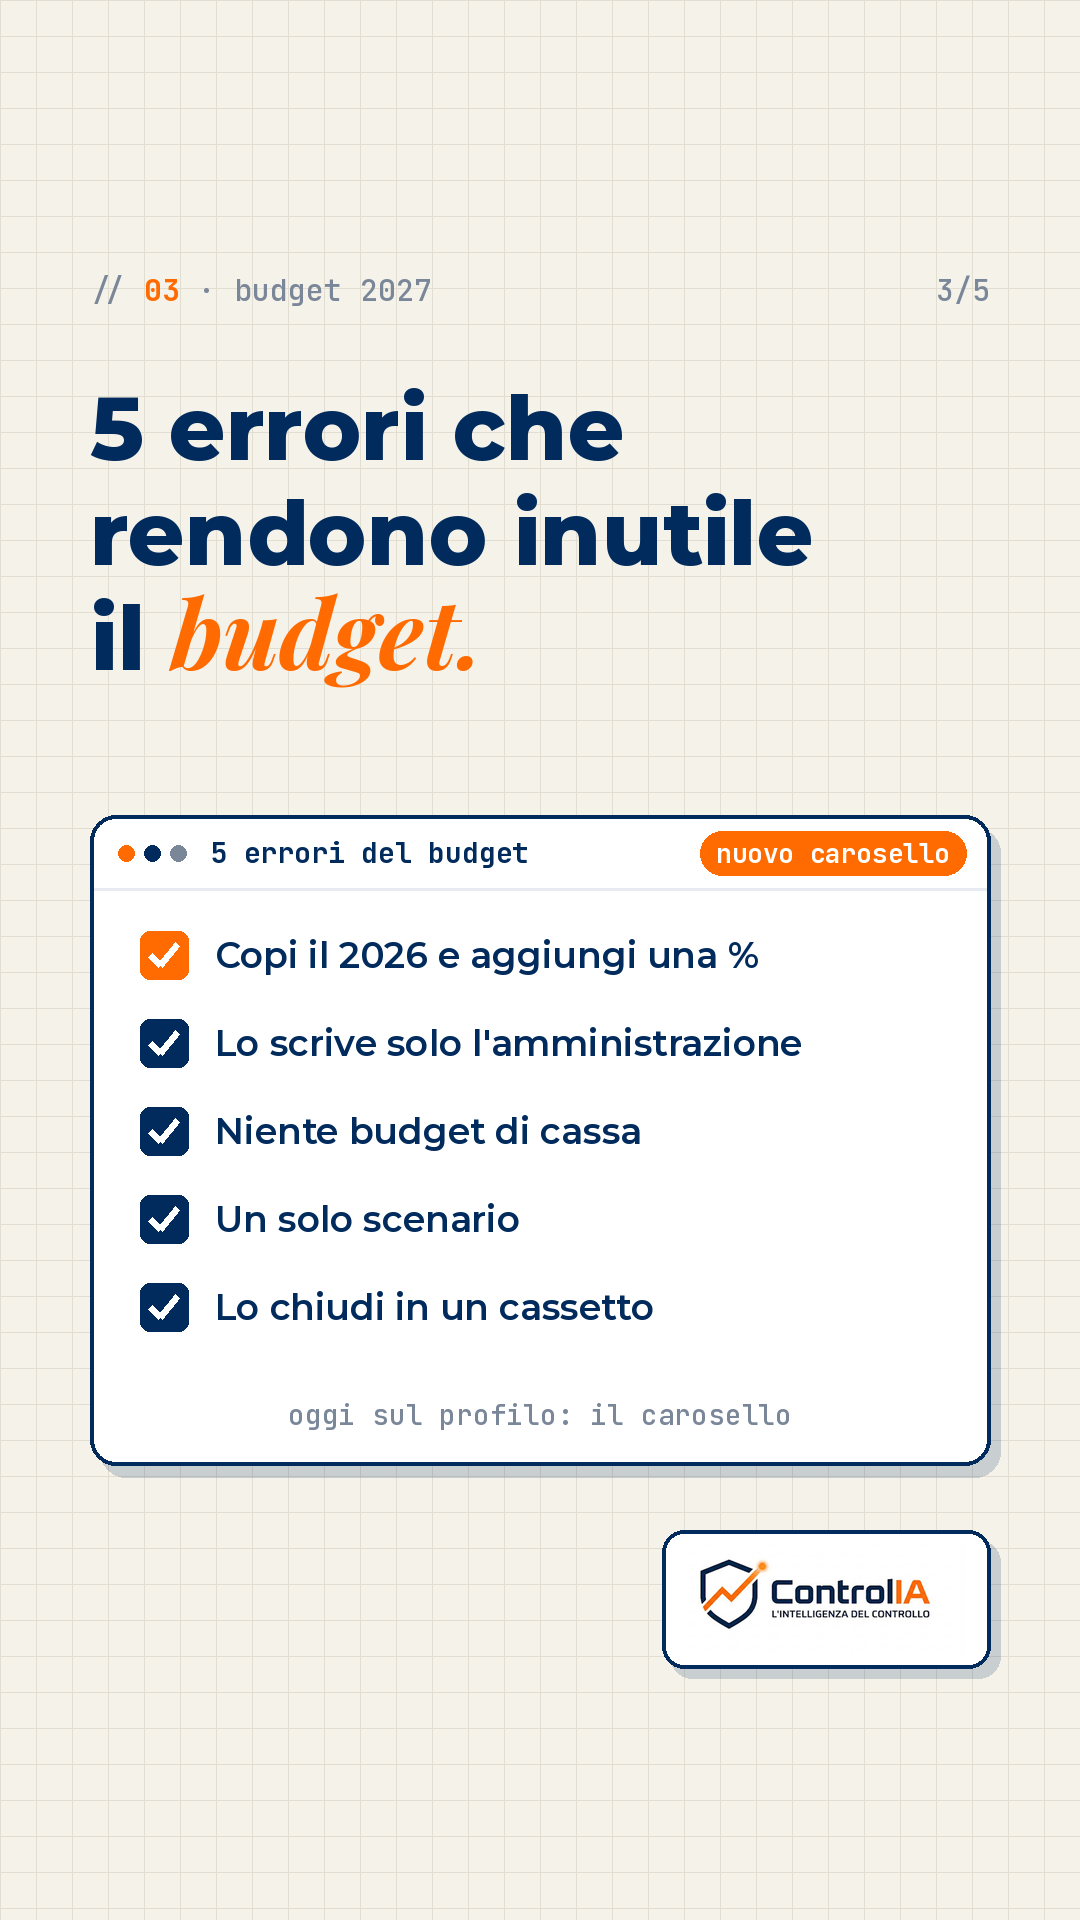 // 03 · budget 2027
3/5
5 errori che
rendono inutile
il budget.
5 errori del budget
nuovo carosello
Copi il 2026 e aggiungi una %
Lo scrive solo l'amministrazione
Niente budget di cassa
Un solo scenario
Lo chiudi in un cassetto
oggi sul profilo: il carosello
ControlIA
L'INTELLIGENZA DEL CONTROLLO